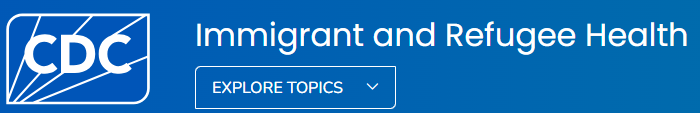 CDC
Immigrant and Refugee Health
EXPLORE TOPICS